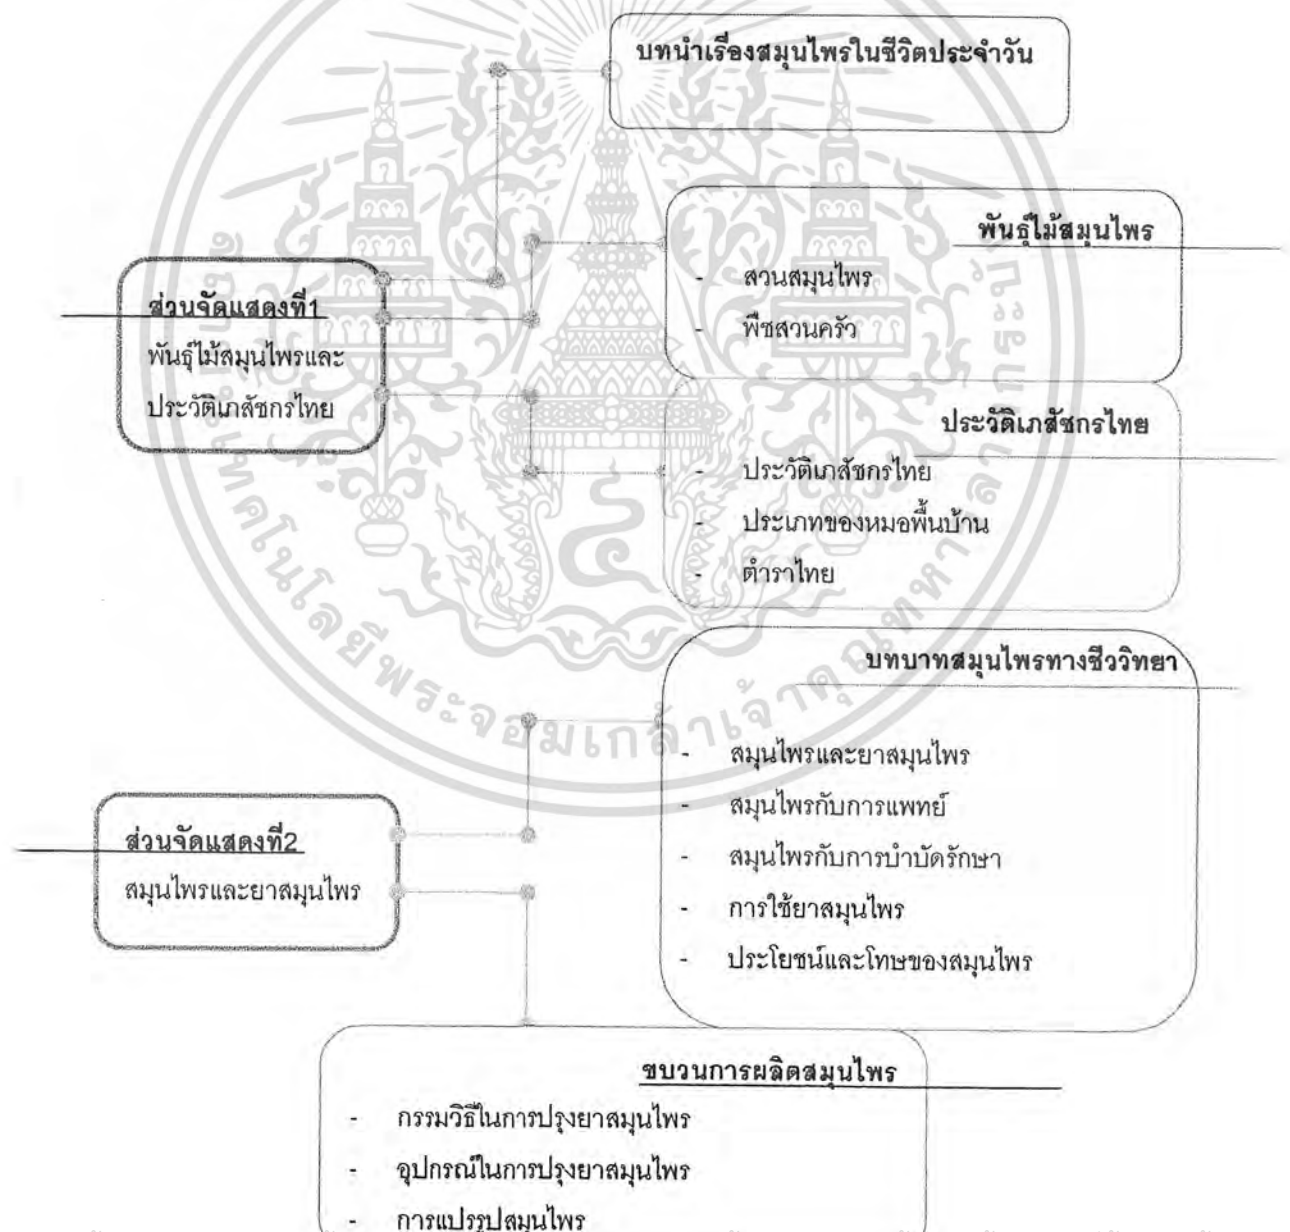 บทนำเรื่องสมุนไพรในชีวิตประจำวัน
ส่วนจัดแสดงที่1
พันธุ์ไม้สมุนไพรและ
ประวัติเภสัชกรไทย
พันธุ์ไม้สมุนไพร
- สวนสมุนไพร
- พืชสวนครัว
ประวัติเภสัชกรไทย
- ประวัติเภสัชกรไทย
- ประเภทของหมอพื้นบ้าน
- ตำราไทย
ส่วนจัดแสดงที่2
สมุนไพรและยาสมุนไพร
บทบาทสมุนไพรทางชีววิทยา
- สมุนไพรและยาสมุนไพร
- สมุนไพรกับการแพทย์
- สมุนไพรกับการบำบัดรักษา
- การใช้ยาสมุนไพร
- ประโยชน์และโทษของสมุนไพร
ขบวนการผลิตสมุนไพร
- กรรมวิธีในการปรุงยาสมุนไพร
- อุปกรณ์ในการปรุงยาสมุนไพร
- การแปรรูปสมุนไพร